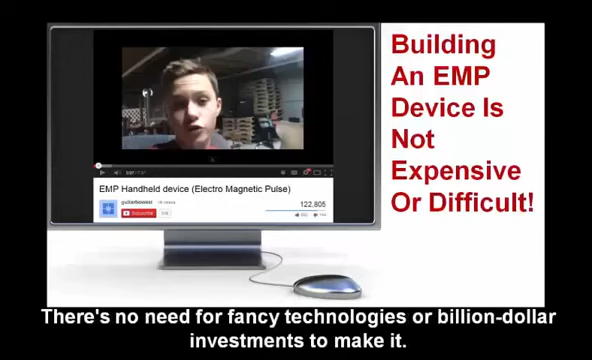 Building
An EMP
Device Is
Not
Expensive
Or Difficult!
EMP Handheld device (Electro Magnetic Pulse)
Subscribe
122,805
There's no need for fancy technologies or billion-dollar
investments to make it.